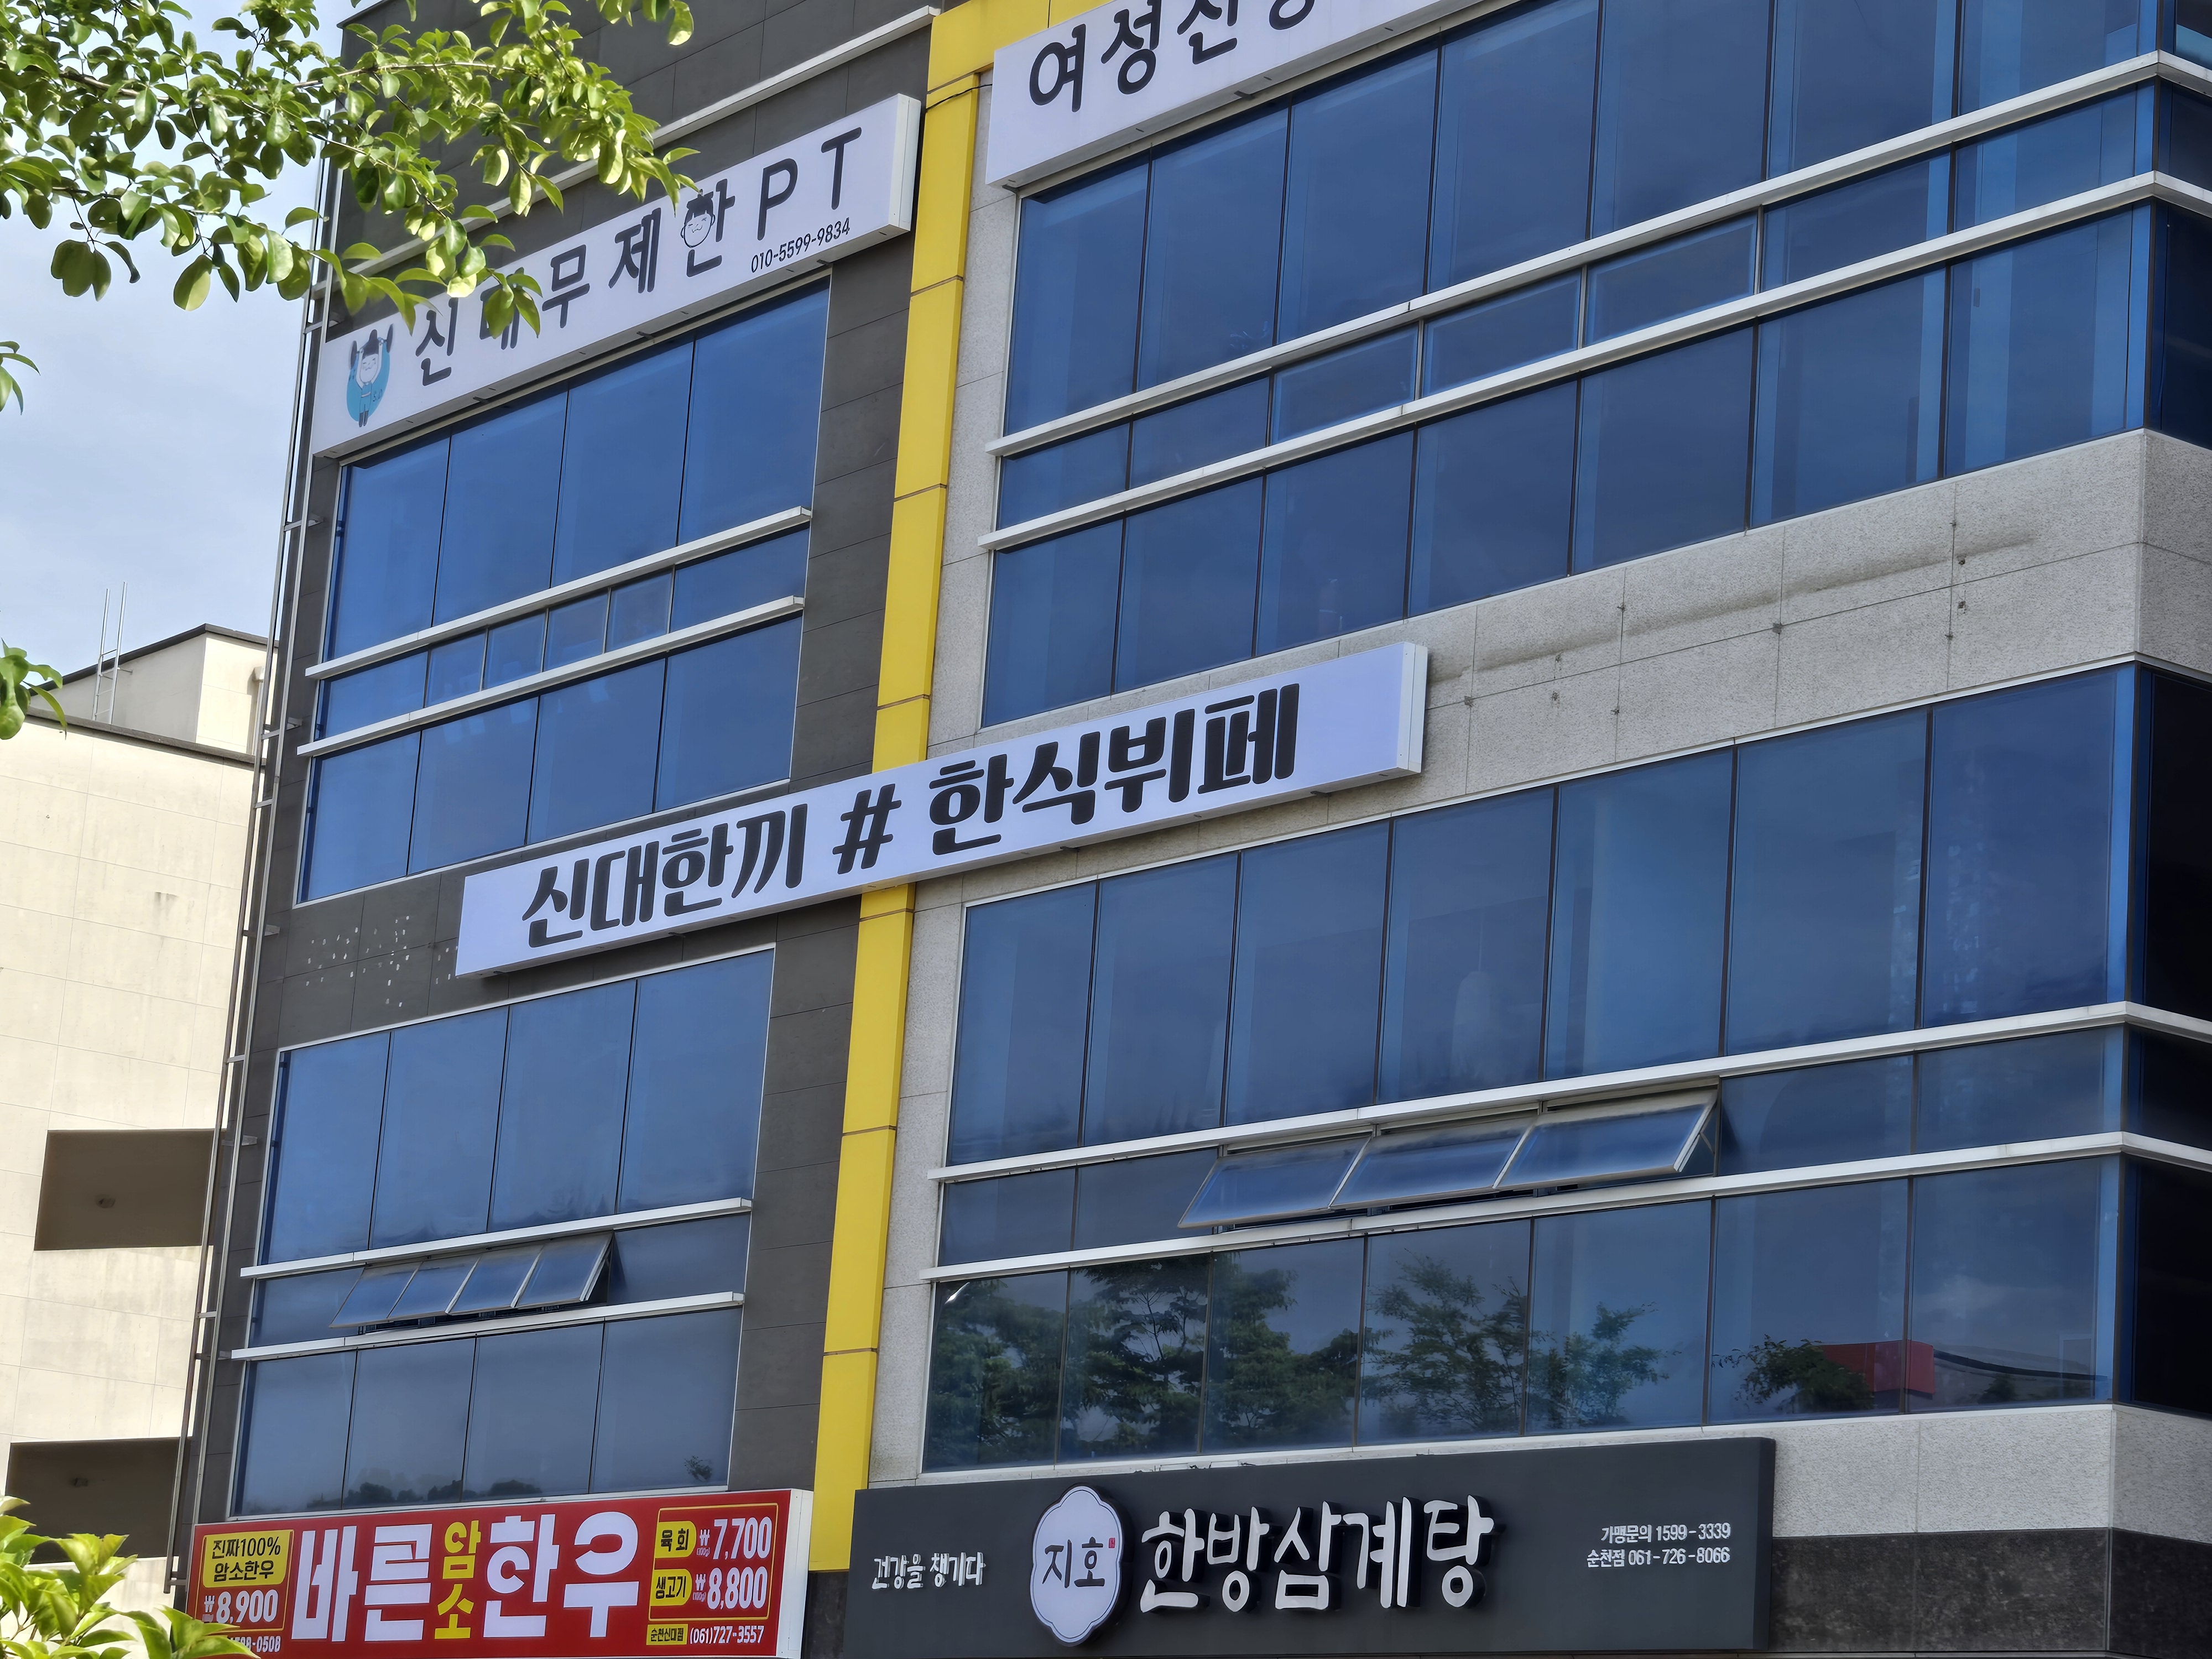 여성전용
신대무제한PT
010-5599-9834
신대한끼 # 한식뷔페
진짜100%
암소한우
₩8,900
-0508
바른암소한우
육회 ₩7,700
생고기 ₩8,800
순천신대점 (061)727-3557
건강을 챙기다
지호
한방삼계탕
가맹문의 1599-3339
순천점 061-726-8066